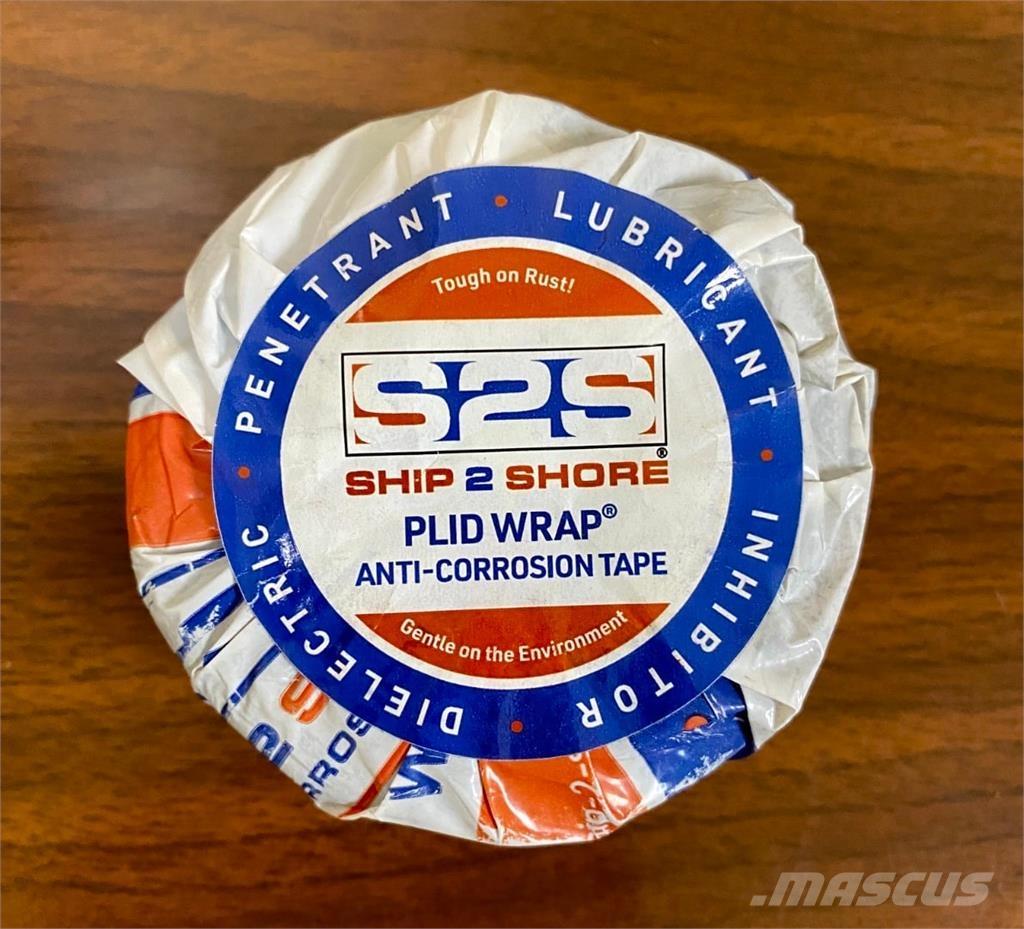 PENETRANT • LUBRICANT • INHIBITOR • DIELECTRIC •
Tough on Rust!
S2S®
SHIP 2 SHORE
PLID WRAP®
ANTI-CORROSION TAPE
Gentle on the Environment
.MASCUS